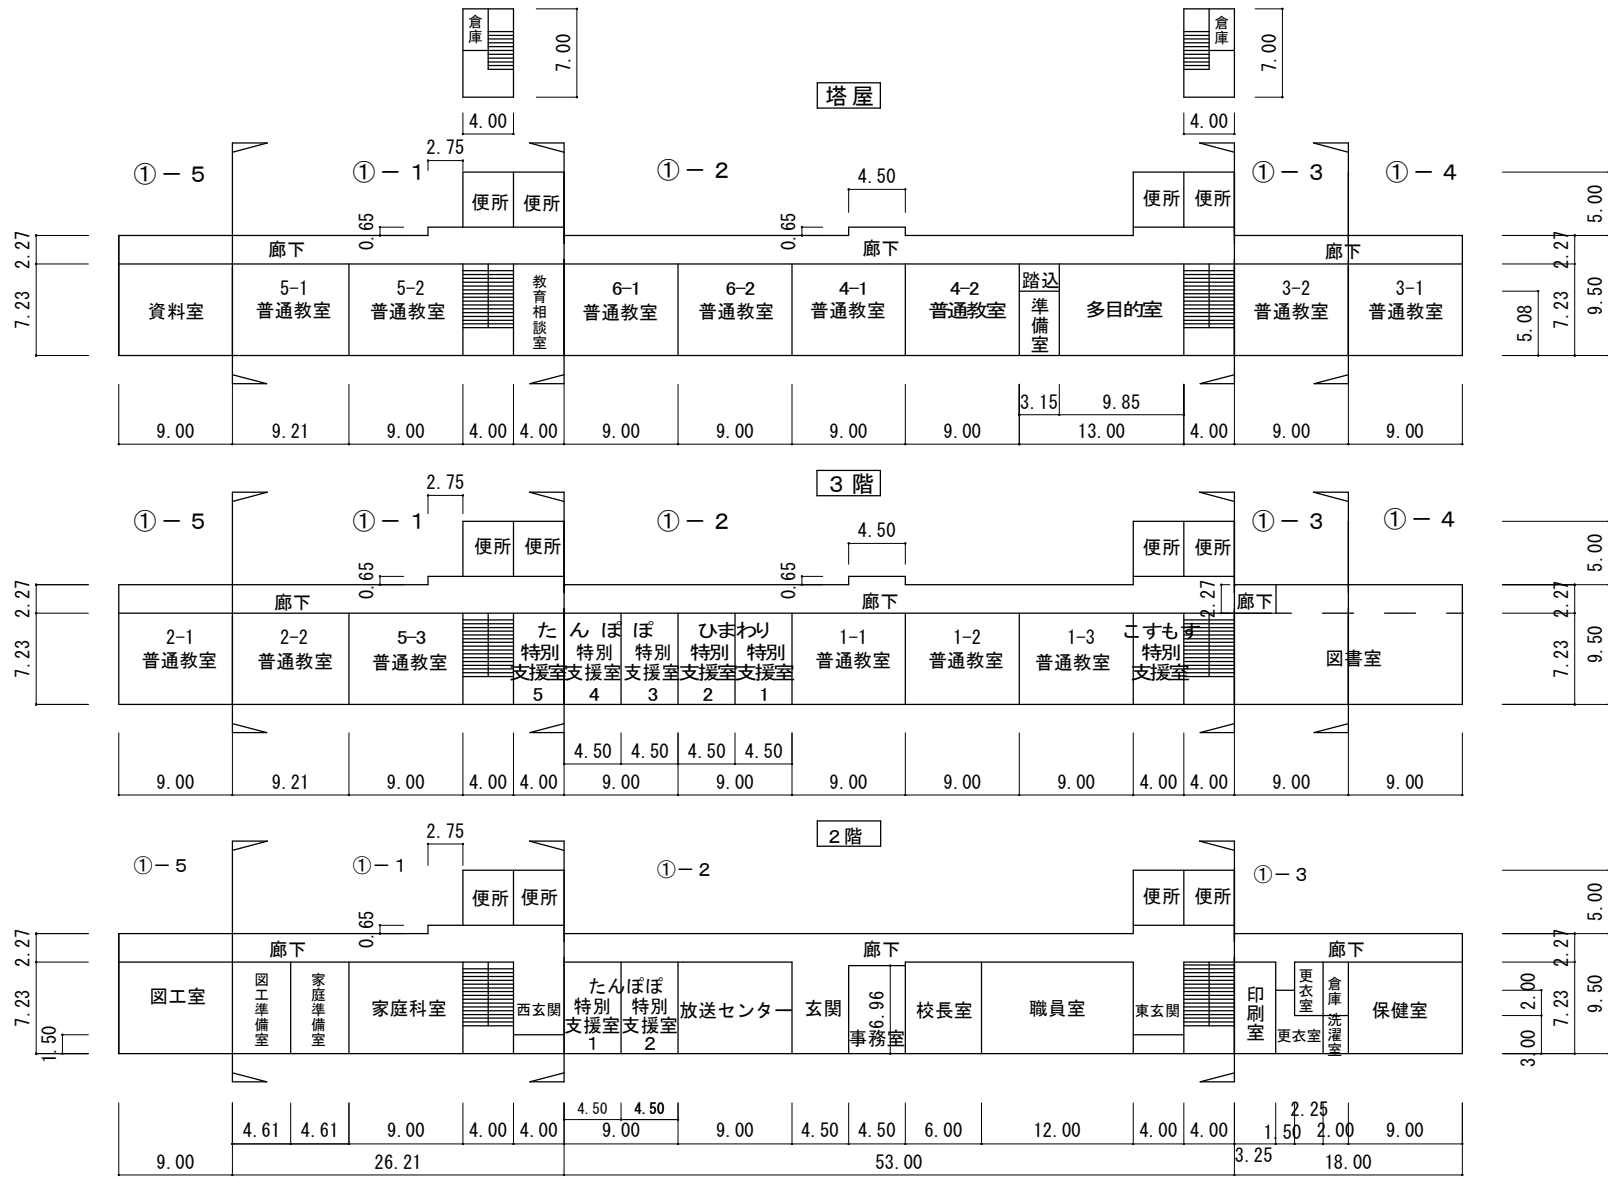 倉庫
7.00
4.00
倉庫
7.00
4.00
塔屋
①－5
①－1
2.75
①－2
4.50
①－3
①－4
便所 便所
便所 便所
0.65
0.65
5.00
廊下
廊下
廊下
2.27
7.23
資料室
5-1
普通教室
5-2
普通教室
教育相談室
6-1
普通教室
6-2
普通教室
4-1
普通教室
4-2
普通教室
踏込
準備室
多目的室
3-2
普通教室
3-1
普通教室
5.08
2.27
7.23
9.50
3.15 9.85
9.00 9.21 9.00 4.00 4.00 9.00 9.00 9.00 9.00 13.00 4.00 9.00 9.00
3階
①－5
①－1
2.75
①－2
4.50
①－3
①－4
便所 便所
便所 便所
0.65
0.65
5.00
廊下
廊下
2.27
廊下
2.27
7.23
2-1
普通教室
2-2
普通教室
5-3
普通教室
たんぽぽ
特別支援室5
特別支援室4
特別支援室3
ひまわり
特別支援室2
特別支援室1
1-1
普通教室
1-2
普通教室
1-3
普通教室
こすもす
特別支援室
図書室
2.27
7.23
9.50
4.50 4.50 4.50 4.50
9.00 9.21 9.00 4.00 4.00 9.00 9.00 9.00 9.00 9.00 4.00 4.00 9.00 9.00
2階
①－5
①－1
2.75
①－2
①－3
便所 便所
便所 便所
0.65
5.00
廊下
廊下
廊下
2.27
7.23
1.50
図工室
図工準備室
家庭準備室
家庭科室
西玄関
たんぽぽ
特別支援室1
特別支援室2
放送センター
玄関
6.96
事務室
校長室
職員室
東玄関
印刷室
更衣室
更衣室
倉庫
洗濯室
保健室
2.00
3.00
2.27
7.23
9.50
4.50 4.50
2.25
4.61 4.61 9.00 4.00 4.00 9.00 9.00 4.50 4.50 6.00 12.00 4.00 4.00 1.50 2.00 9.00
3.25
9.00 26.21 53.00 18.00